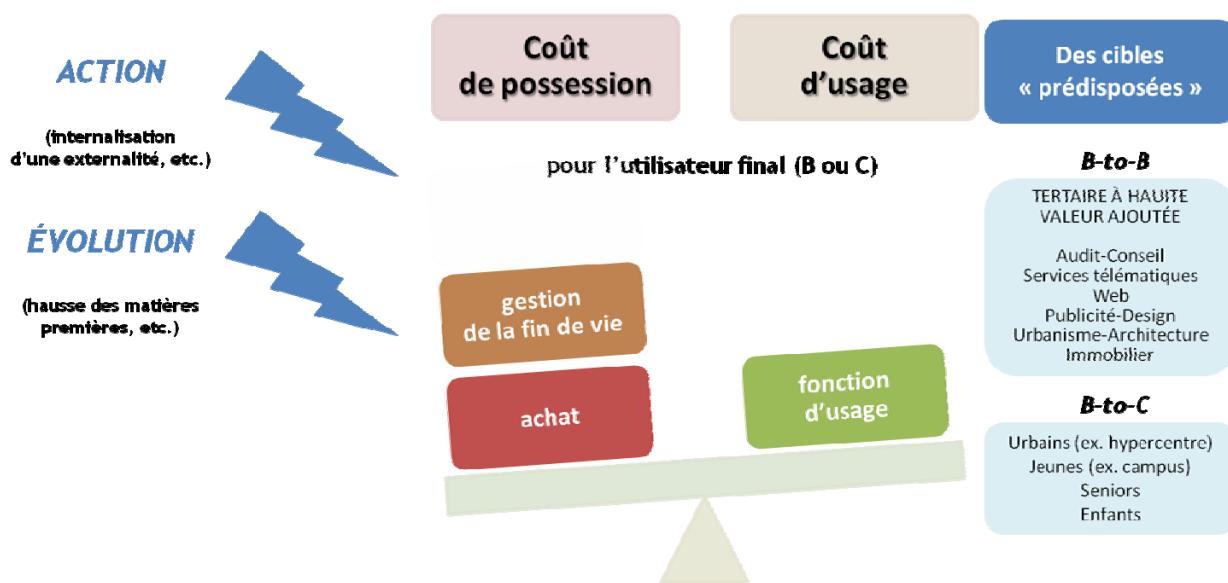 ACTION
(internalisation
d'une externalité, etc.)
ÉVOLUTION
(hausse des matières
premières, etc.)
Coût
de possession
Coût
d'usage
pour l'utilisateur final (B ou C)
gestion
de la fin de vie
achat
fonction
d'usage
Des cibles
« prédisposées »
B-to-B
TERTAIRE À HAUITE
VALEUR AJOUTÉE
Audit-Conseil
Services télématiques
Web
Publicité-Design
Urbanisme-Architecture
Immobilier
B-to-C
Urbains (ex. hypercentre)
Jeunes (ex. campus)
Seniors
Enfants